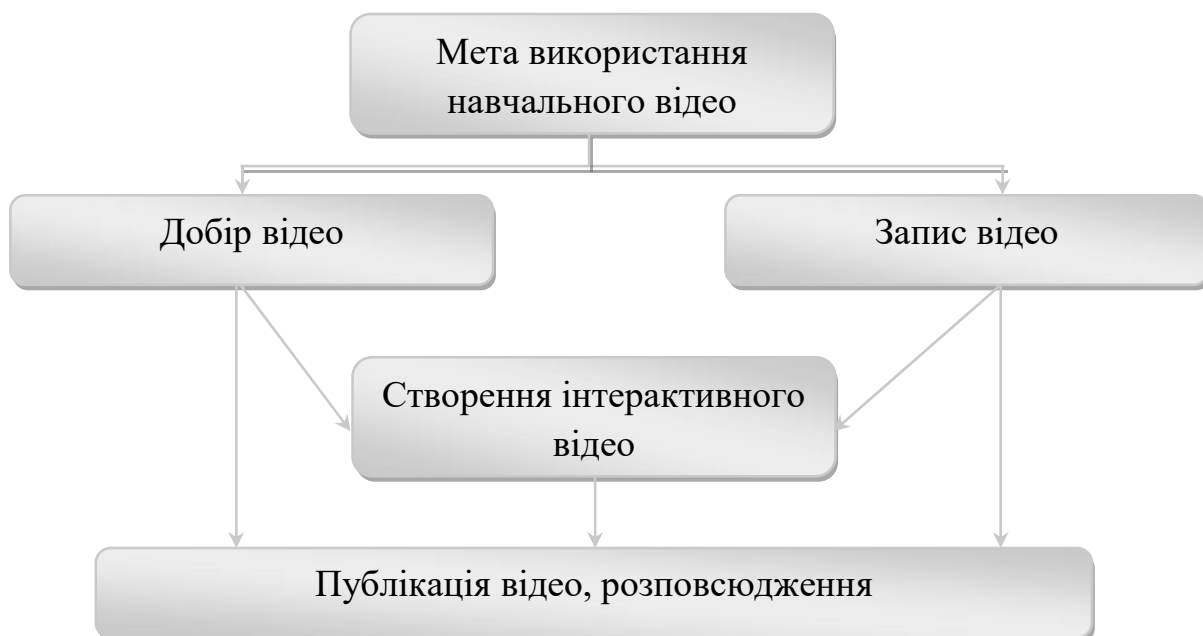 Мета використання
навчального відео
Добір відео
Запис відео
Створення інтерактивного
відео
Публікація відео, розповсюдження